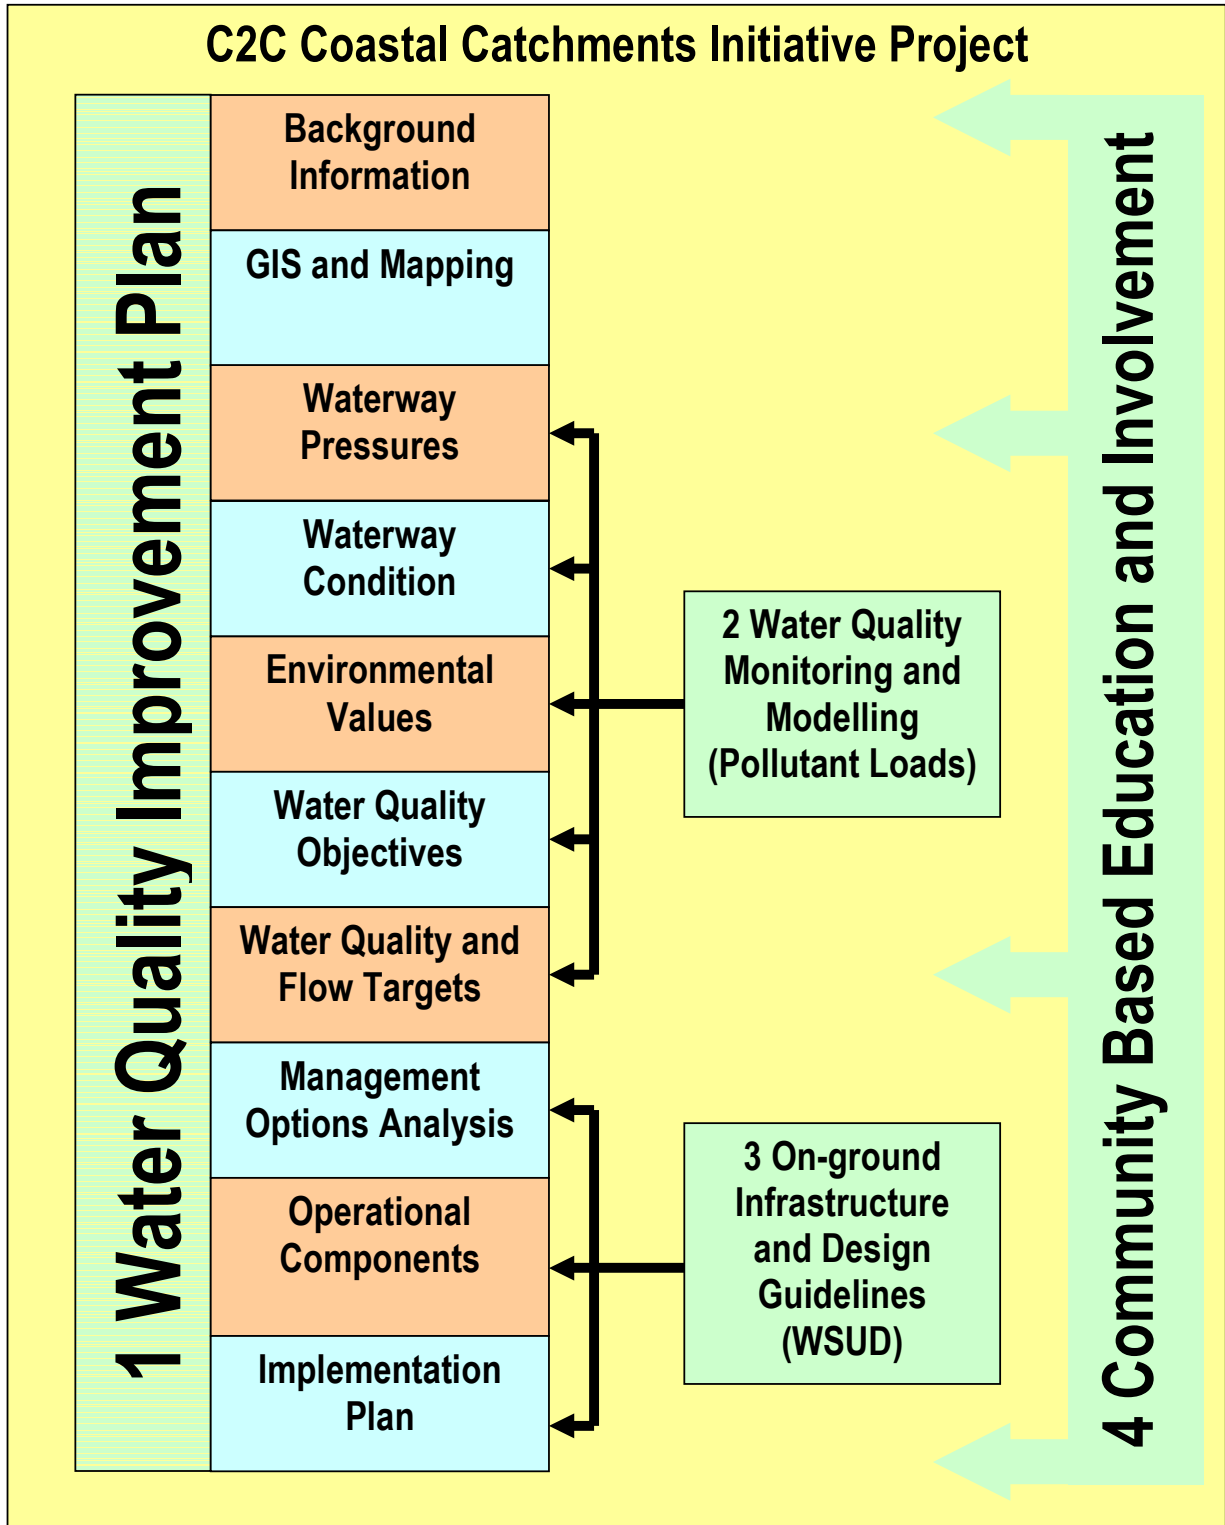 C2C Coastal Catchments Initiative Project
1 Water Quality Improvement Plan
Background
Information
GIS and Mapping
Waterway
Pressures
Waterway
Condition
Environmental
Values
Water Quality
Objectives
Water Quality and
Flow Targets
Management
Options Analysis
Operational
Components
Implementation
Plan
2 Water Quality
Monitoring and
Modelling
(Pollutant Loads)
3 On-ground
Infrastructure
and Design
Guidelines
(WSUD)
4 Community Based Education and Involvement